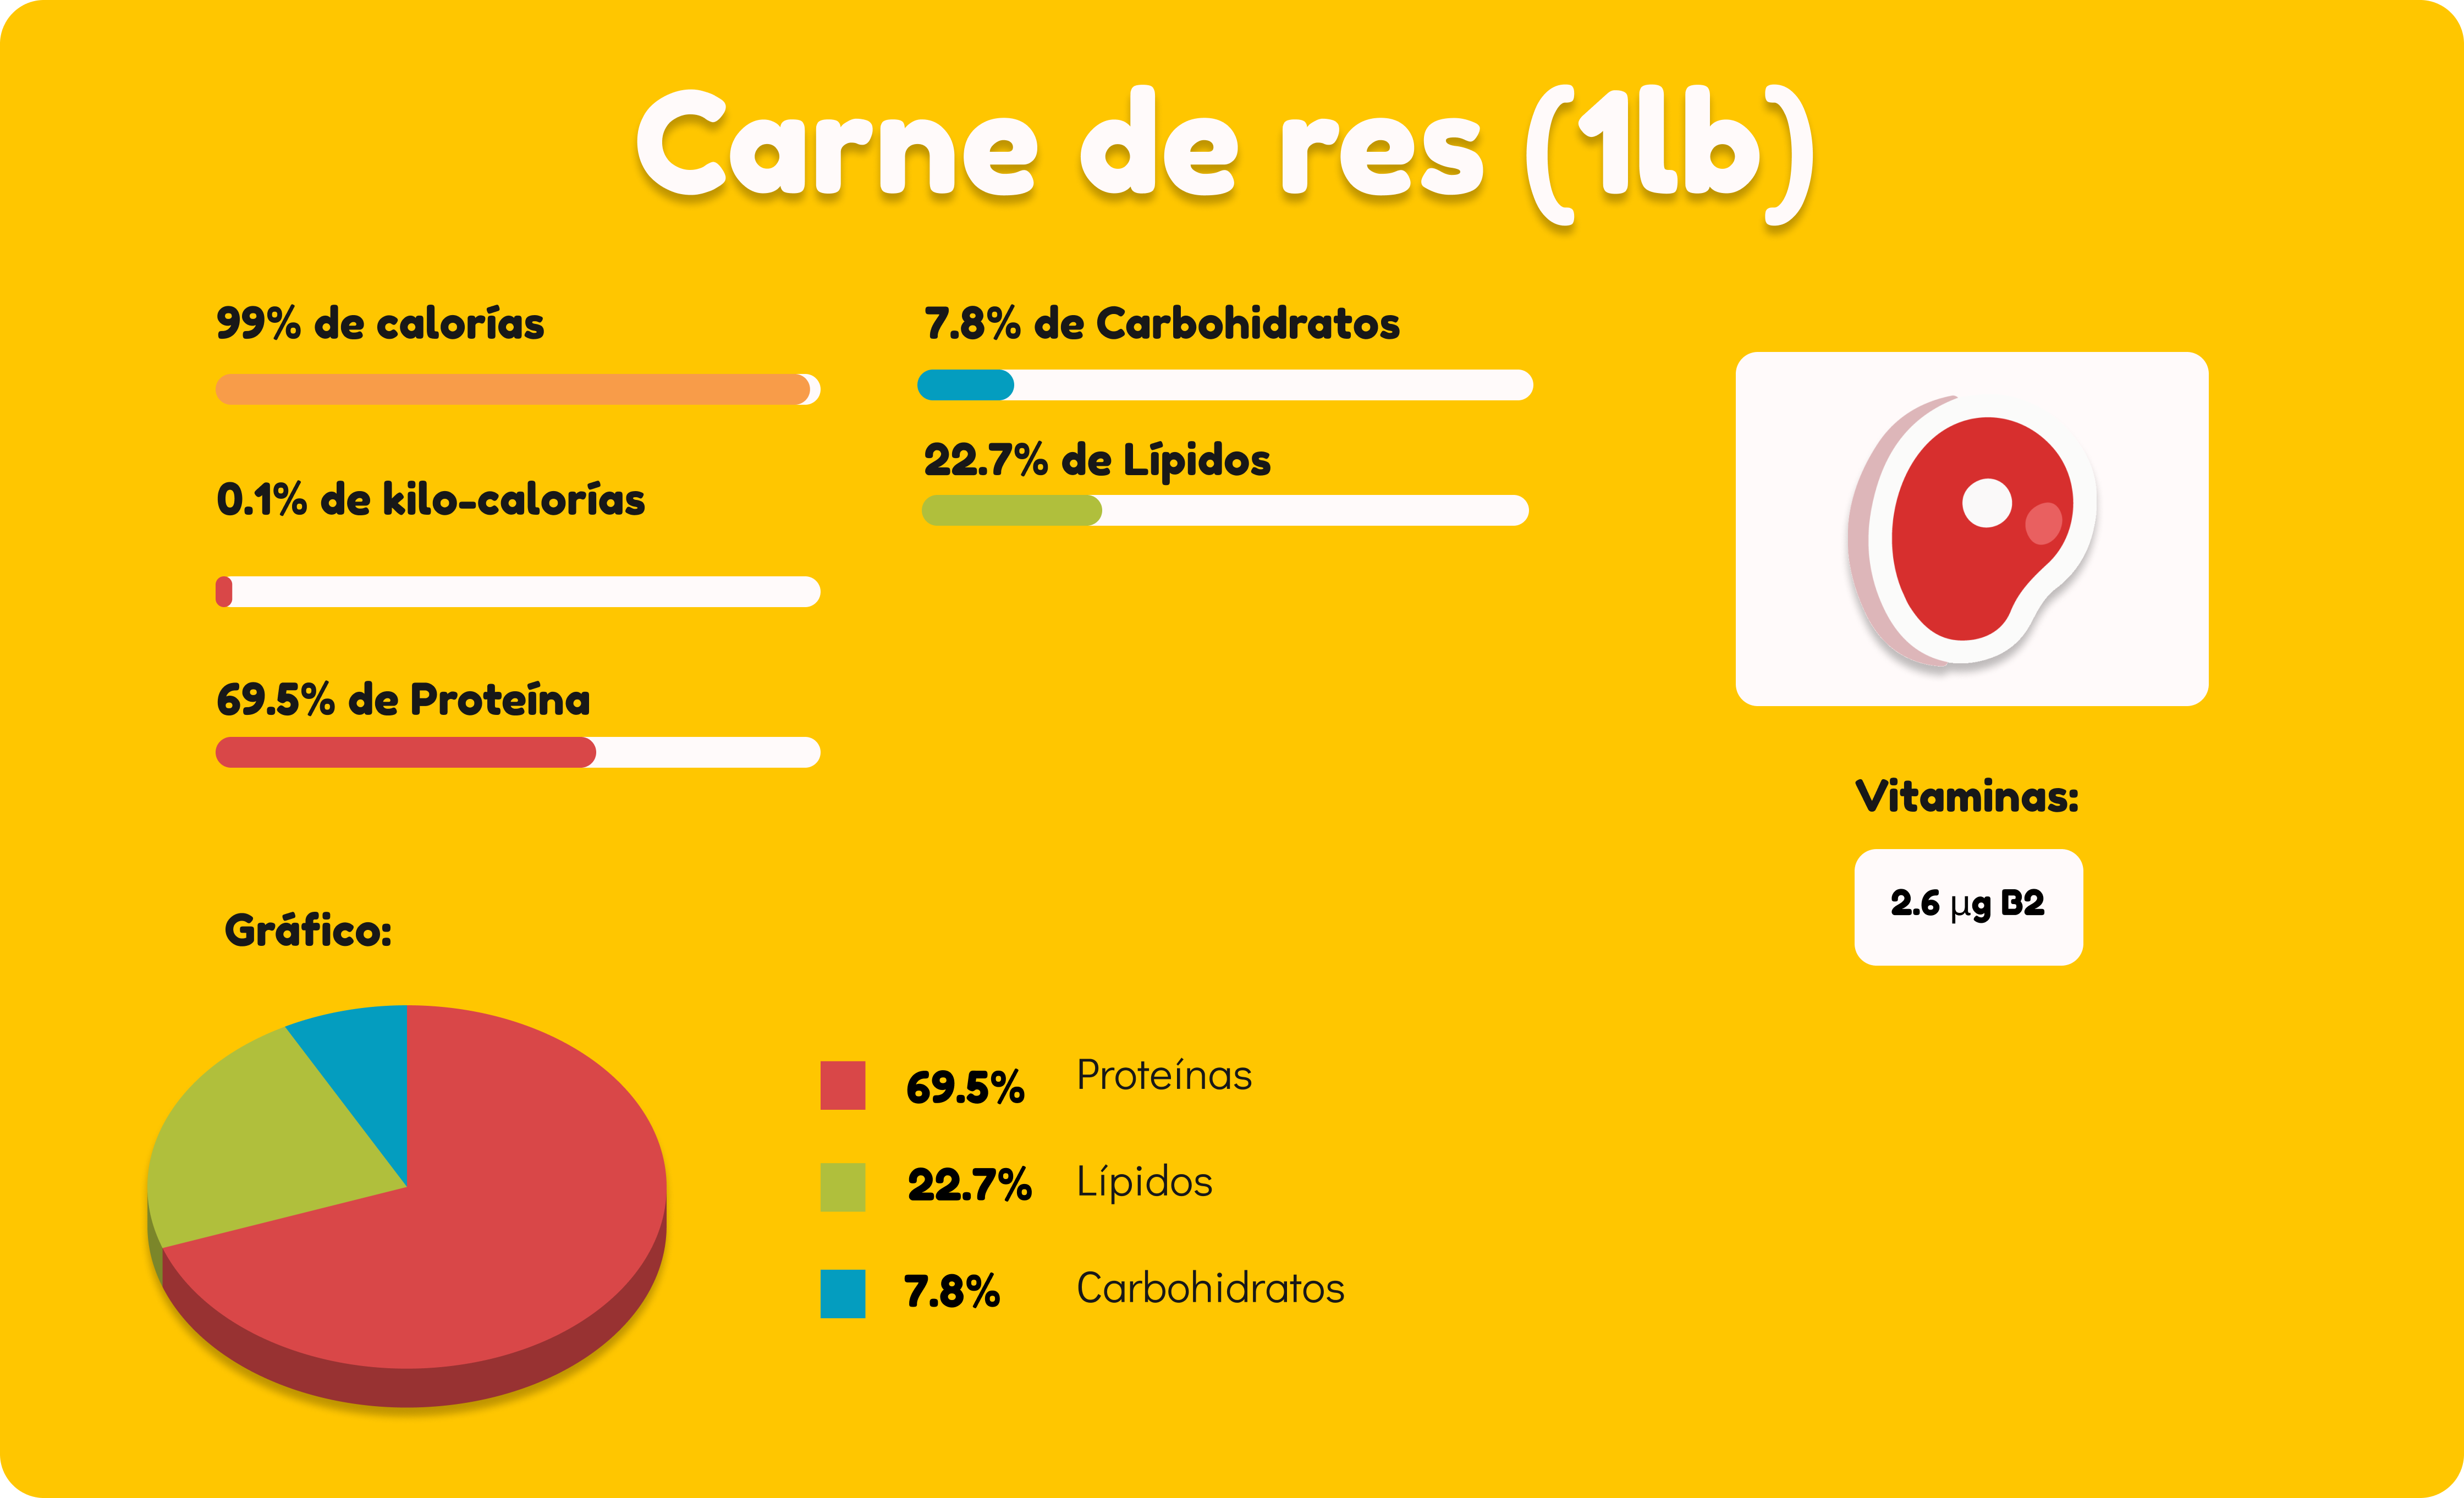 Carne de res (1lb)
99% de calorías
0.1% de kilo-calorías
69.5% de Proteína
7.8% de Carbohidratos
22.7% de Lípidos
Vitaminas:
2.6 µg B2
Gráfico:
69.5% Proteínas
22.7% Lípidos
7.8% Carbohidratos